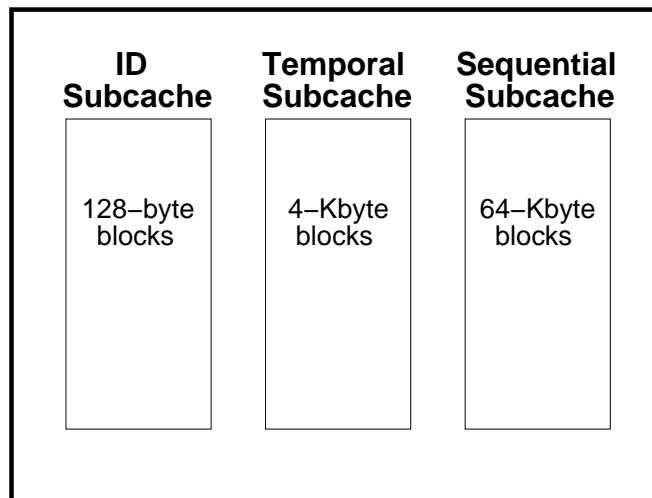 ID
Subcache
Temporal
Subcache
Sequential
Subcache
128–byte
blocks
4–Kbyte
blocks
64–Kbyte
blocks